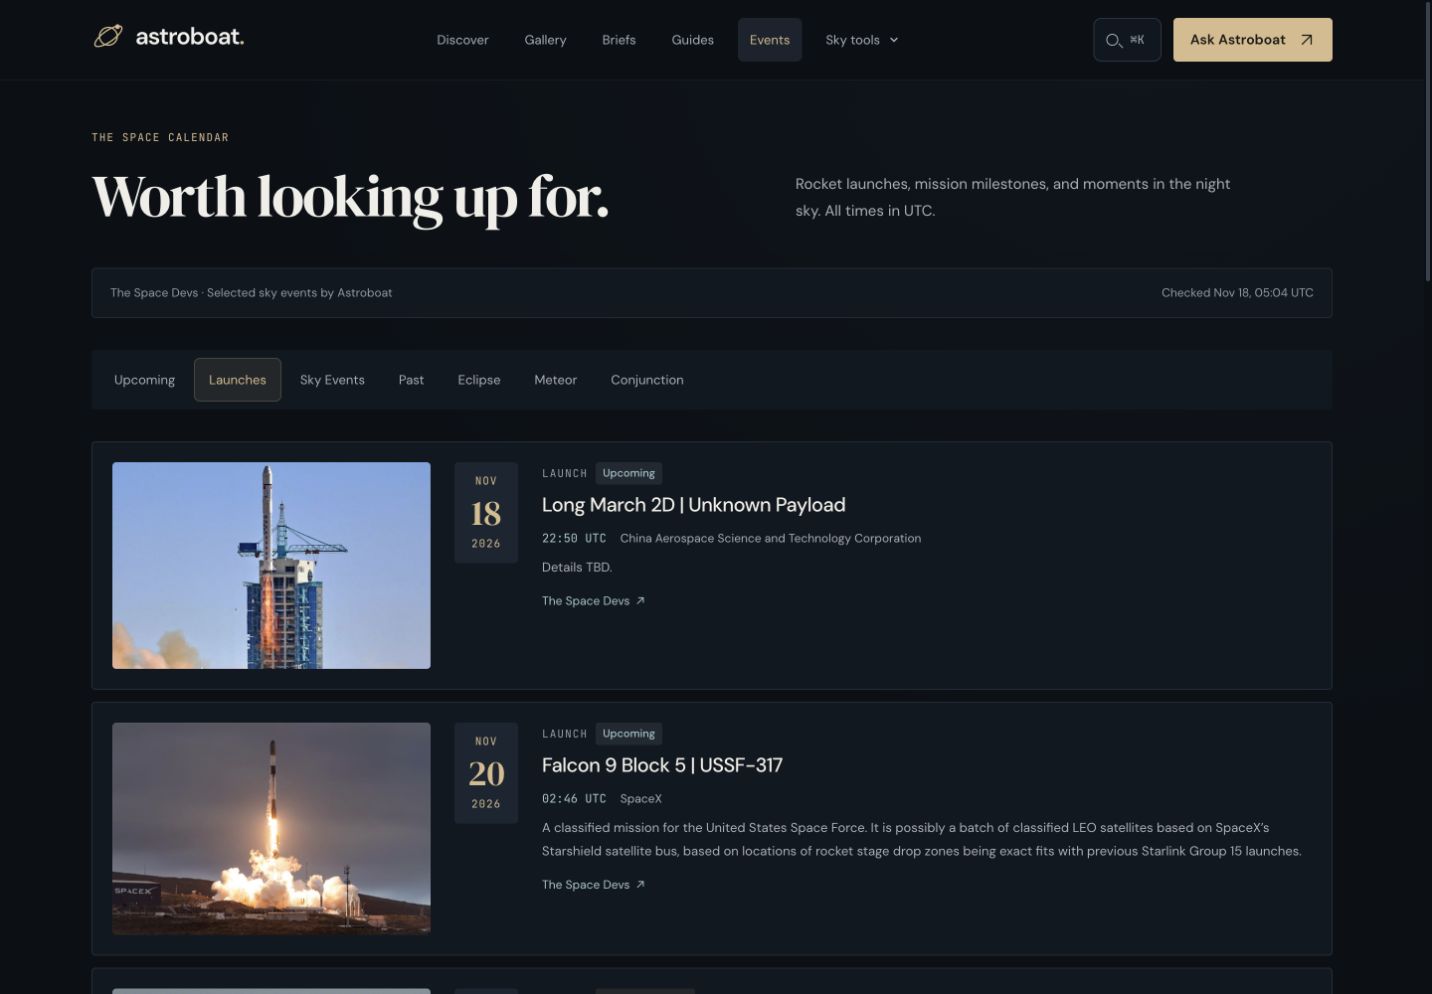 astroboat.
Discover
Gallery
Briefs
Guides
Events
Sky tools
⌘K
Ask Astroboat
THE SPACE CALENDAR
Worth looking up for.
Rocket launches, mission milestones, and moments in the night
sky. All times in UTC.
The Space Devs · Selected sky events by Astroboat
Checked Nov 18, 05:04 UTC
Upcoming
Launches
Sky Events
Past
Eclipse
Meteor
Conjunction
NOV
18
2026
LAUNCH Upcoming
Long March 2D | Unknown Payload
22:50 UTC China Aerospace Science and Technology Corporation
Details TBD.
The Space Devs ↗
SPACEX
NOV
20
2026
LAUNCH Upcoming
Falcon 9 Block 5 | USSF-317
02:46 UTC SpaceX
A classified mission for the United States Space Force. It is possibly a batch of classified LEO satellites based on SpaceX’s
Starshield satellite bus, based on locations of rocket stage drop zones being exact fits with previous Starlink Group 15 launches.
The Space Devs ↗